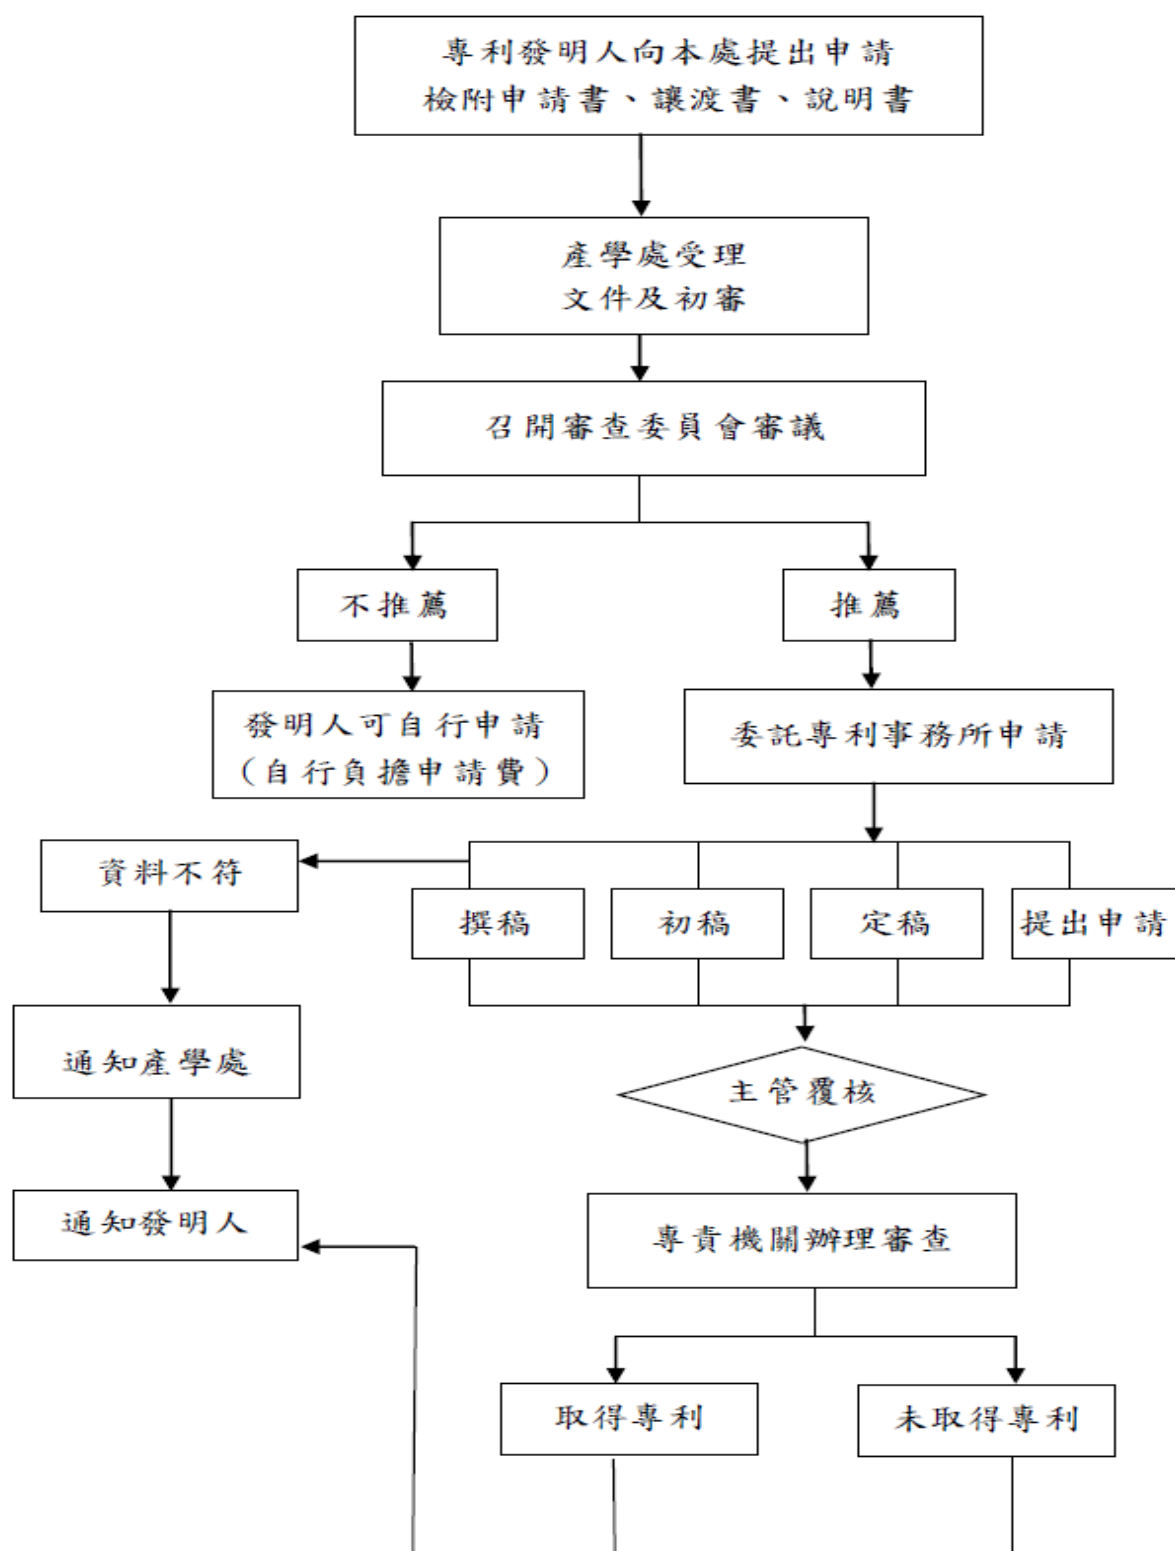 專利發明人向本處提出申請
檢附申請書、讓渡書、說明書
產學處受理
文件及初審
召開審查委員會審議
不推薦
推薦
發明人可自行申請
（自行負擔申請費）
委託專利事務所申請
資料不符
撰稿
初稿
定稿
提出申請
通知產學處
主管覆核
通知發明人
專責機關辦理審查
取得專利
未取得專利